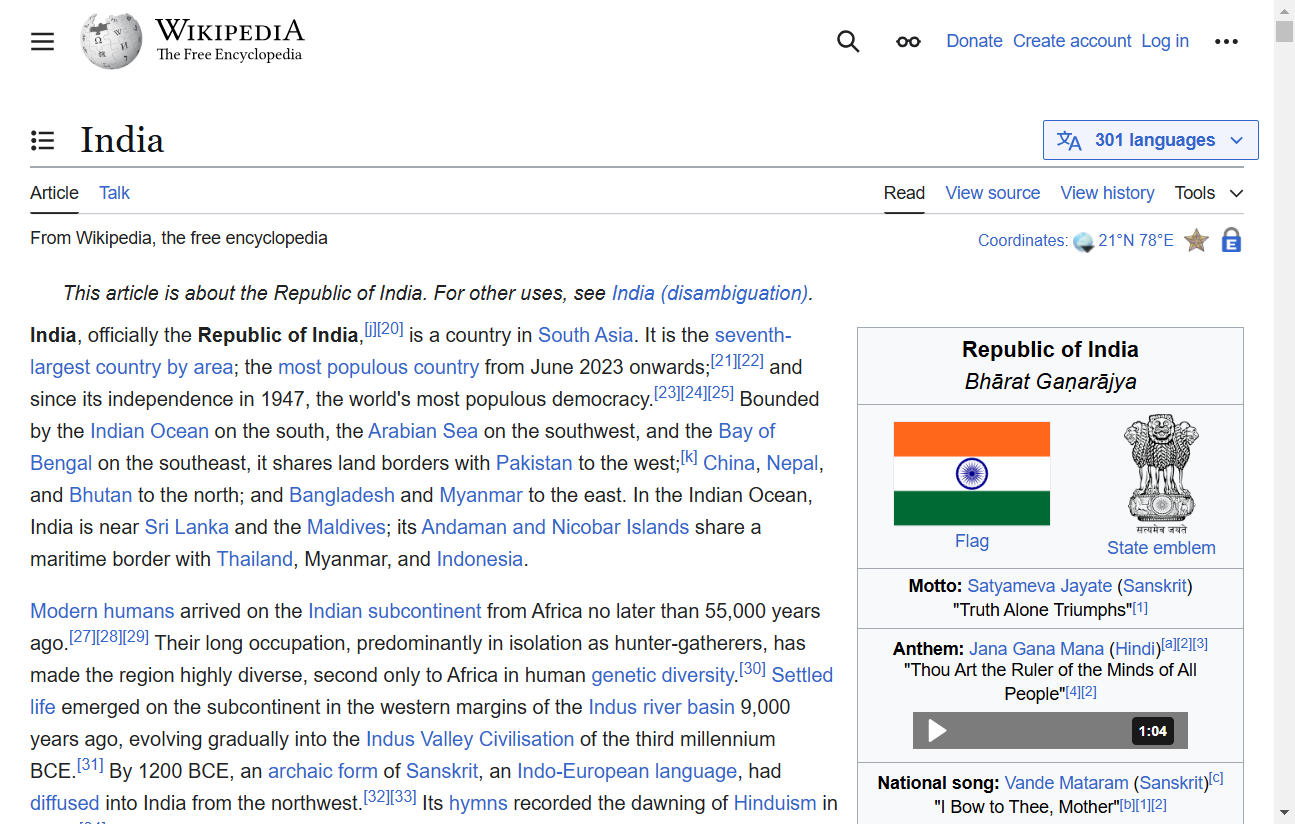 WIKIPEDIA
The Free Encyclopedia
Donate Create account Log in
India
301 languages
Article Talk
Read View source View history Tools
From Wikipedia, the free encyclopedia
Coordinates: 21°N 78°E
This article is about the Republic of India. For other uses, see India (disambiguation).
India, officially the Republic of India,[j][20] is a country in South Asia. It is the seventh-
largest country by area; the most populous country from June 2023 onwards;[21][22] and
since its independence in 1947, the world's most populous democracy.[23][24][25] Bounded
by the Indian Ocean on the south, the Arabian Sea on the southwest, and the Bay of
Bengal on the southeast, it shares land borders with Pakistan to the west;[k] China, Nepal,
and Bhutan to the north; and Bangladesh and Myanmar to the east. In the Indian Ocean,
India is near Sri Lanka and the Maldives; its Andaman and Nicobar Islands share a
maritime border with Thailand, Myanmar, and Indonesia.
Modern humans arrived on the Indian subcontinent from Africa no later than 55,000 years
ago.[27][28][29] Their long occupation, predominantly in isolation as hunter-gatherers, has
made the region highly diverse, second only to Africa in human genetic diversity.[30] Settled
life emerged on the subcontinent in the western margins of the Indus river basin 9,000
years ago, evolving gradually into the Indus Valley Civilisation of the third millennium
BCE.[31] By 1200 BCE, an archaic form of Sanskrit, an Indo-European language, had
diffused into India from the northwest.[32][33] Its hymns recorded the dawning of Hinduism in
Republic of India
Bhārat Gaṇarājya
सत्यमेव जयते
Flag
State emblem
Motto: Satyameva Jayate (Sanskrit)
"Truth Alone Triumphs"[1]
Anthem: Jana Gana Mana (Hindi)[a][2][3]
"Thou Art the Ruler of the Minds of All
People"[4][2]
1:04
National song: Vande Mataram (Sanskrit)[c]
"I Bow to Thee, Mother"[b][1][2]